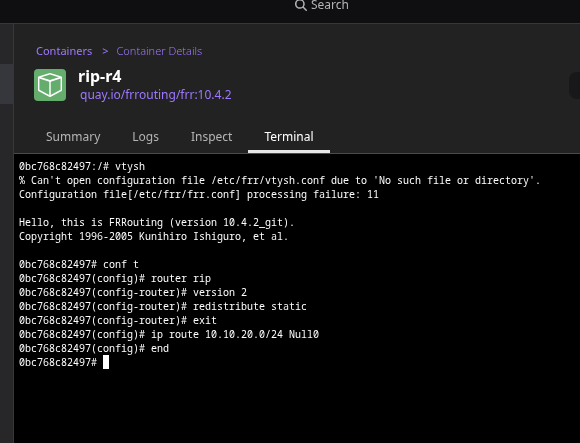 Search
Containers > Container Details
rip-r4
quay.io/frrouting/frr:10.4.2
Summary Logs Inspect Terminal
0bc768c82497:/# vtysh
% Can't open configuration file /etc/frr/vtysh.conf due to 'No such file or directory'.
Configuration file[/etc/frr/frr.conf] processing failure: 11
Hello, this is FRRouting (version 10.4.2_git).
Copyright 1996-2005 Kunihiro Ishiguro, et al.
0bc768c82497# conf t
0bc768c82497(config)# router rip
0bc768c82497(config-router)# version 2
0bc768c82497(config-router)# redistribute static
0bc768c82497(config-router)# exit
0bc768c82497(config)# ip route 10.10.20.0/24 Null0
0bc768c82497(config)# end
0bc768c82497#